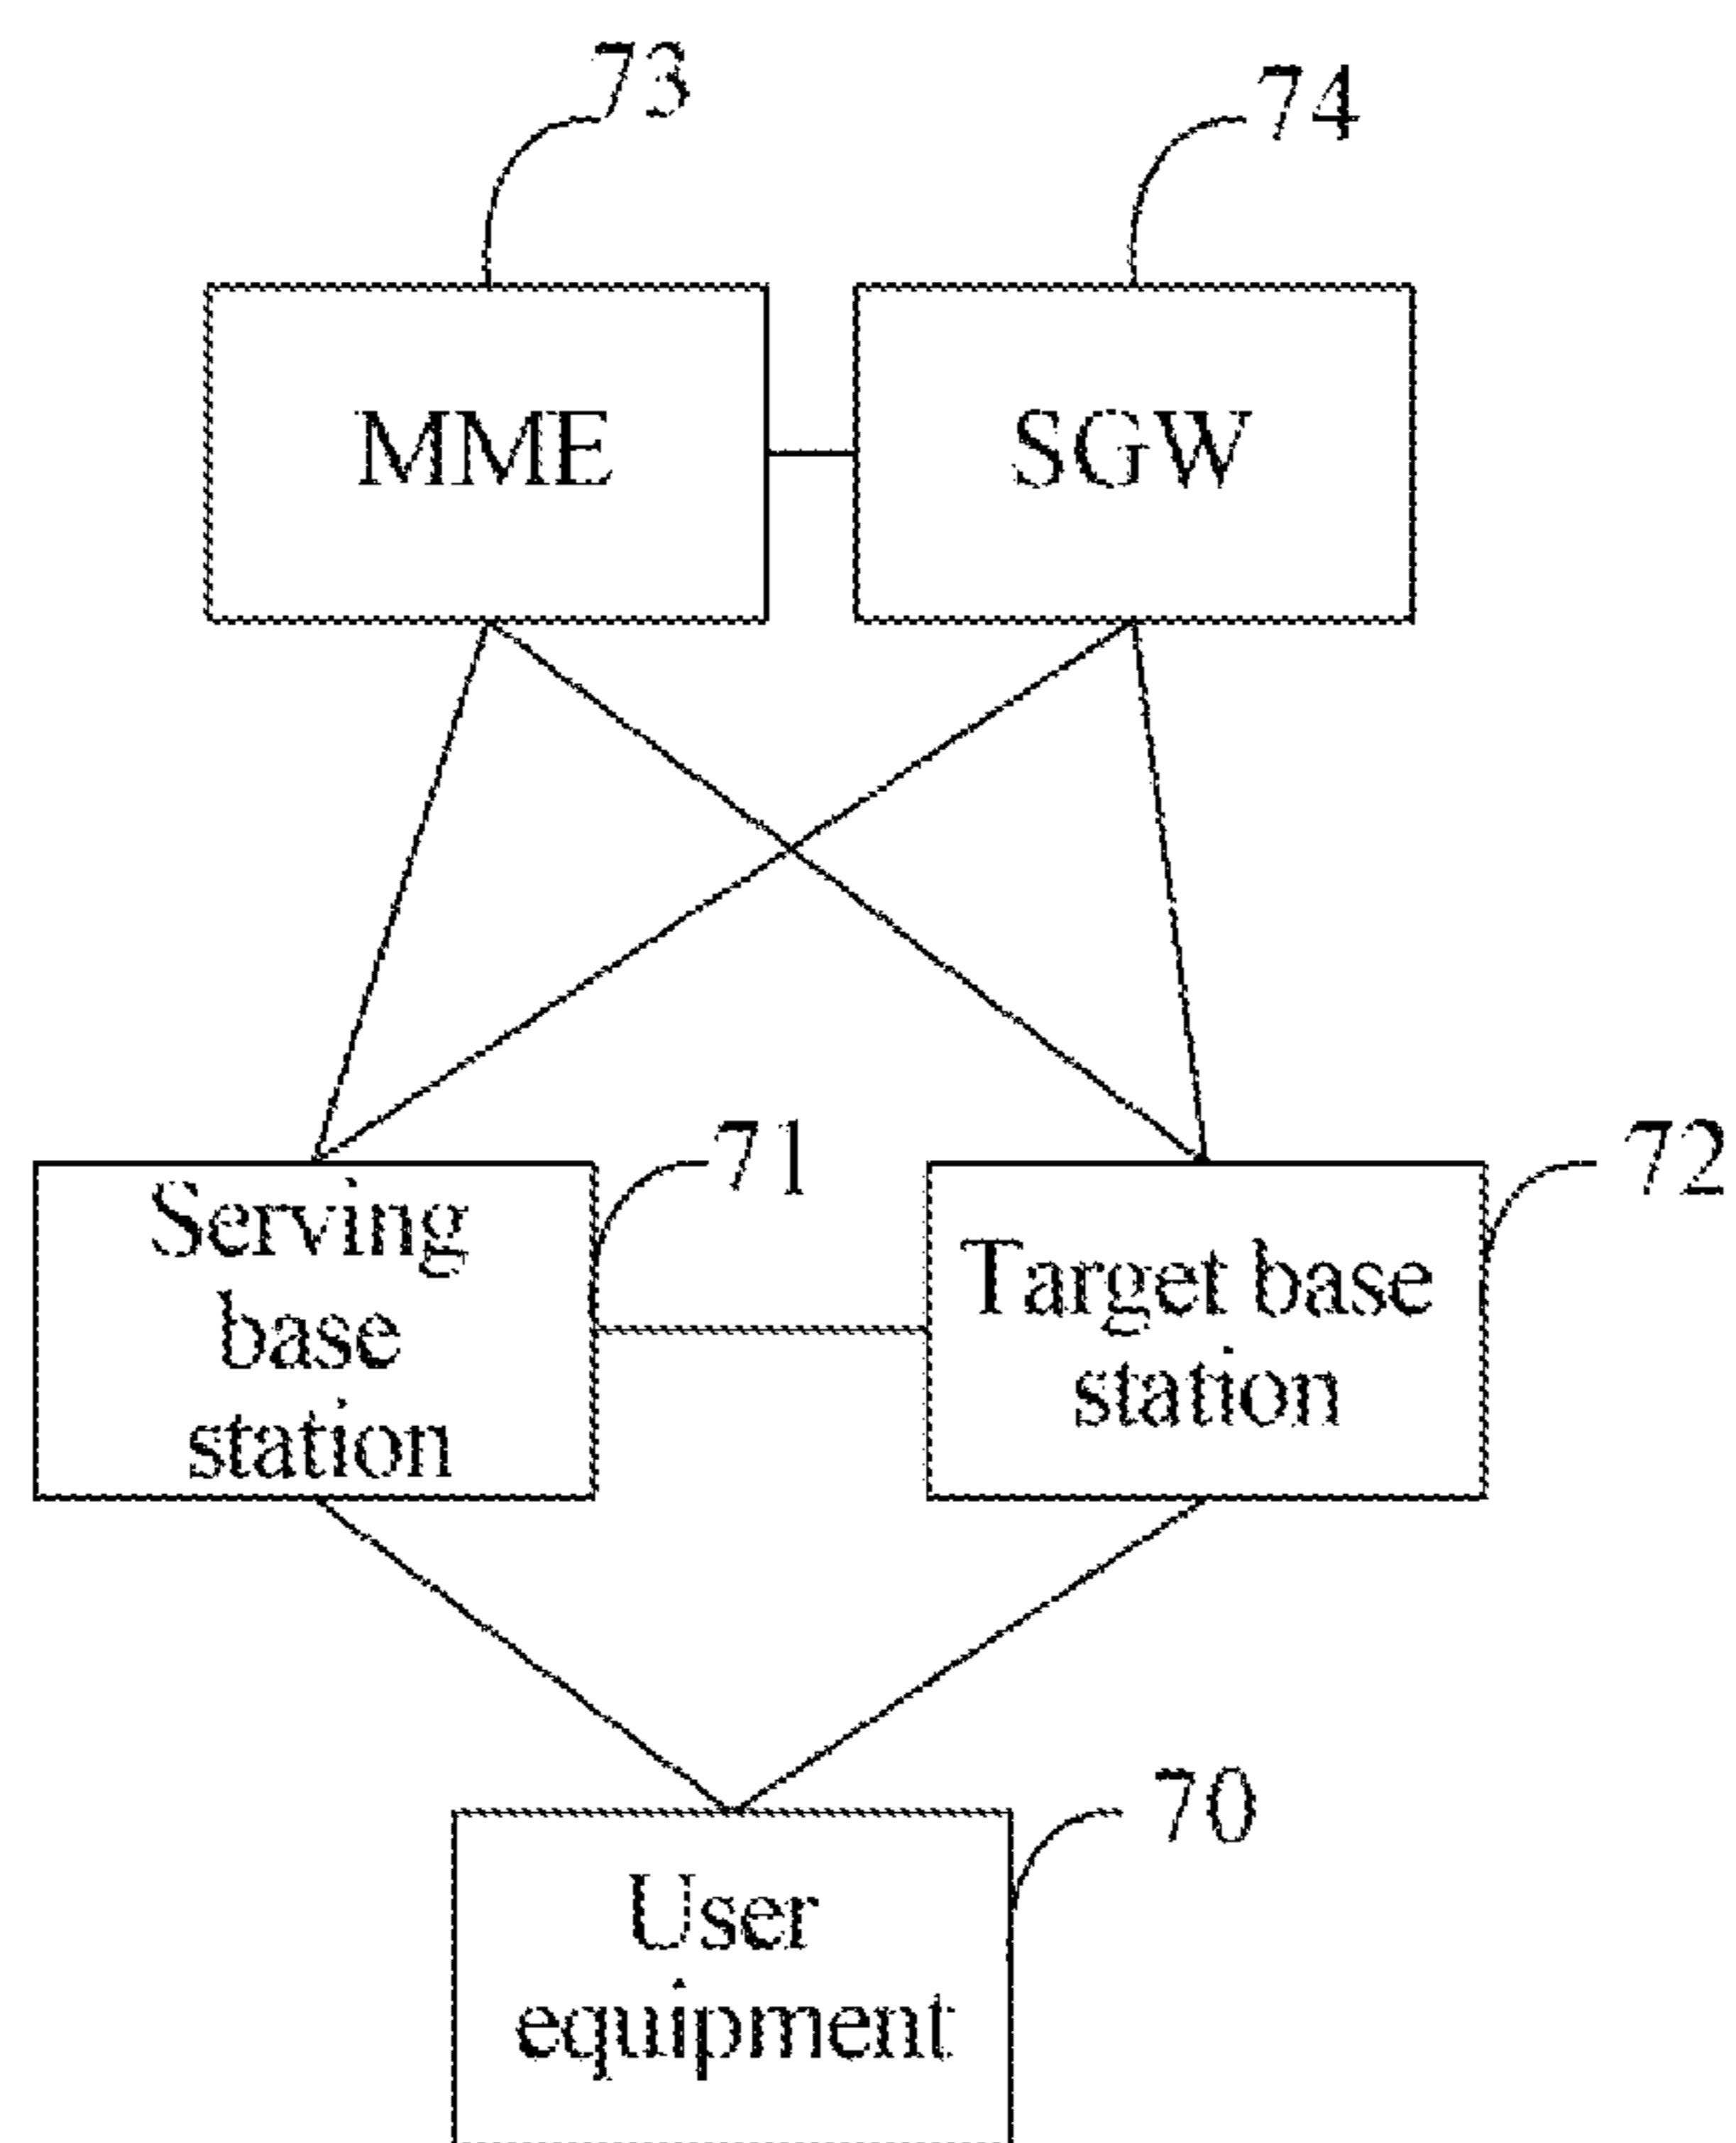 73
74
MME
SGW
71
72
Serving
base
station
Target base
station
70
User
equipment